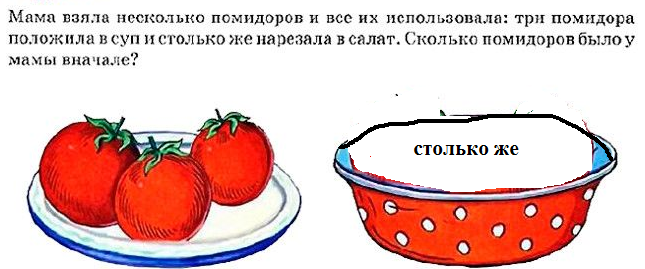 Мама взяла несколько помидоров и все их использовала: три помидора
положила в суп и столько же нарезала в салат. Сколько помидоров было у
мамы вначале?
столько же